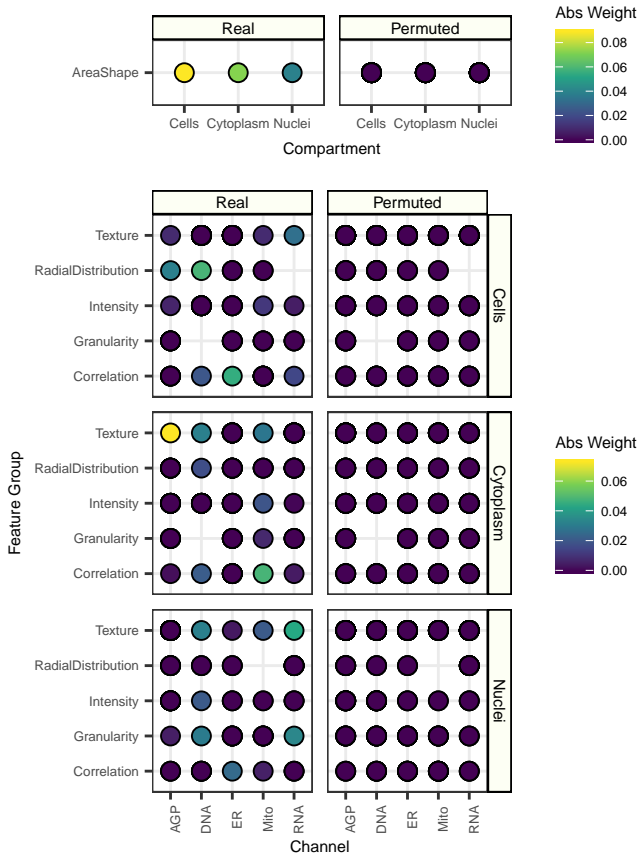 Real Permuted
AreaShape
Cells Cytoplasm Nuclei Cells Cytoplasm Nuclei
Compartment
Abs Weight
0.08
0.06
0.04
0.02
0.00
Real Permuted
Feature Group
Texture
RadialDistribution
Intensity
Granularity
Correlation
Cells
Texture
RadialDistribution
Intensity
Granularity
Correlation
Cytoplasm
Texture
RadialDistribution
Intensity
Granularity
Correlation
Nuclei
AGP DNA ER Mito RNA AGP DNA ER Mito RNA
Channel
Abs Weight
0.06
0.04
0.02
0.00